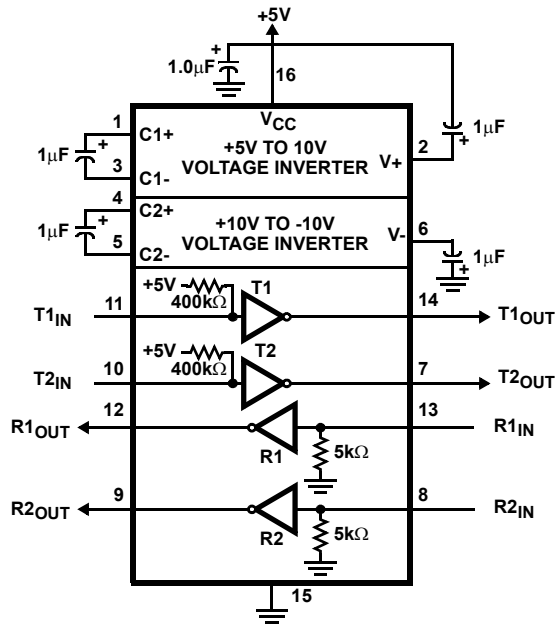 +5V
1.0μF
+
16
VCC
1
C1+
+5V TO 10V
VOLTAGE INVERTER
1μF
+
3
C1-
2
V+
1μF
+
4
C2+
+10V TO -10V
VOLTAGE INVERTER
1μF
+
5
C2-
6
V-
+
1μF
+5V
400kΩ
T1
T1IN
11
14
T1OUT
+5V
400kΩ
T2
T2IN
10
7
T2OUT
R1OUT
12
13
R1IN
R1
5kΩ
R2OUT
9
8
R2IN
R2
5kΩ
15